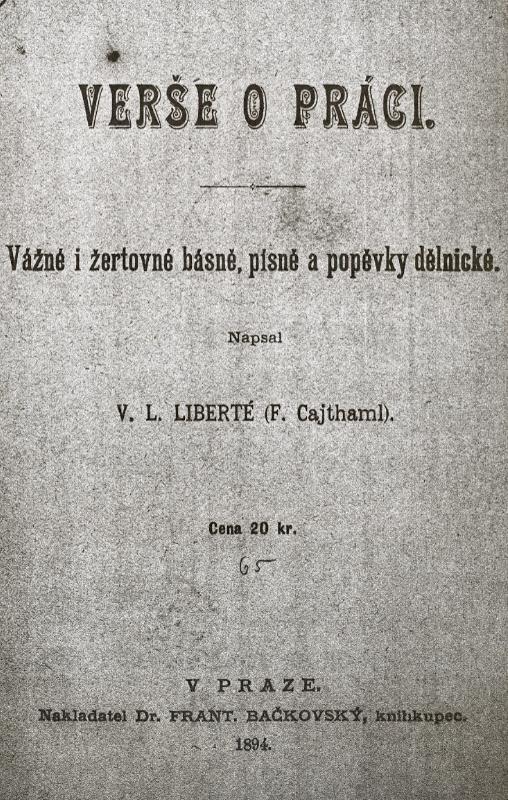 VERŠE O PRÁCI.
Vážné i žertovné básně, písně a popěvky dělnické.
Napsal
V. L. LIBERTÉ (F. Cajthaml).
Cena 20 kr.
65
V PRAZE.
Nakladatel Dr. FRANT. BAČKOVSKÝ, knihkupec.
1894.